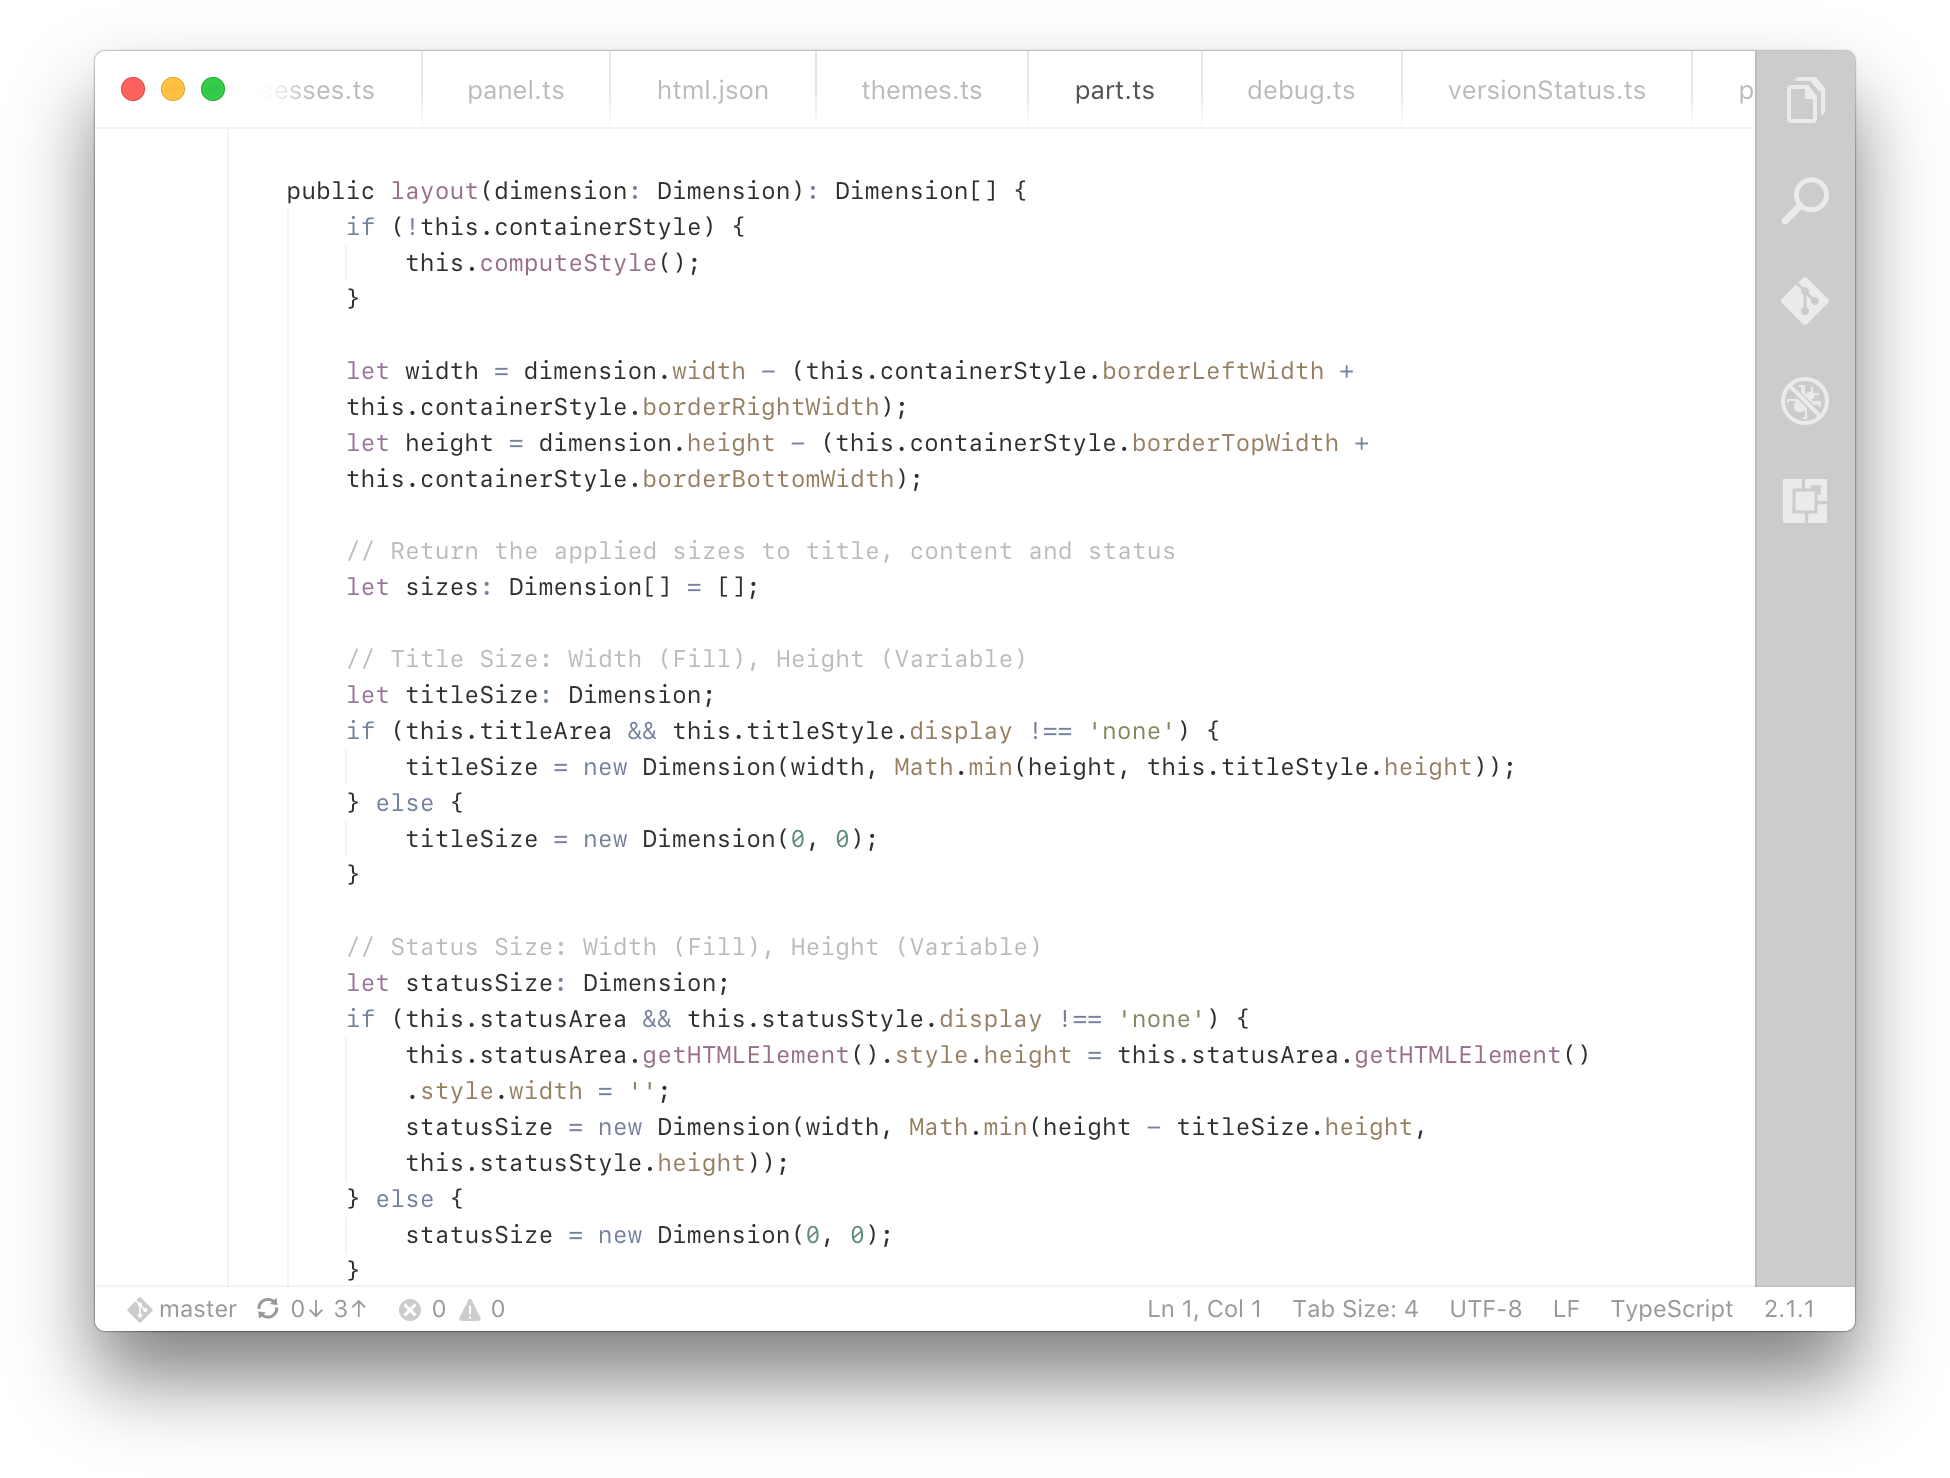 cesses.ts panel.ts html.json themes.ts part.ts debug.ts versionStatus.ts p
public layout(dimension: Dimension): Dimension[] {
if (!this.containerStyle) {
this.computeStyle();
}
let width = dimension.width - (this.containerStyle.borderLeftWidth +
this.containerStyle.borderRightWidth);
let height = dimension.height - (this.containerStyle.borderTopWidth +
this.containerStyle.borderBottomWidth);
// Return the applied sizes to title, content and status
let sizes: Dimension[] = [];
// Title Size: Width (Fill), Height (Variable)
let titleSize: Dimension;
if (this.titleArea && this.titleStyle.display !== 'none') {
titleSize = new Dimension(width, Math.min(height, this.titleStyle.height));
} else {
titleSize = new Dimension(0, 0);
}
// Status Size: Width (Fill), Height (Variable)
let statusSize: Dimension;
if (this.statusArea && this.statusStyle.display !== 'none') {
this.statusArea.getHTMLElement().style.height = this.statusArea.getHTMLElement()
.style.width = '';
statusSize = new Dimension(width, Math.min(height - titleSize.height,
this.statusStyle.height));
} else {
statusSize = new Dimension(0, 0);
}
master 0↓ 3↑ 0 0 Ln 1, Col 1 Tab Size: 4 UTF-8 LF TypeScript 2.1.1